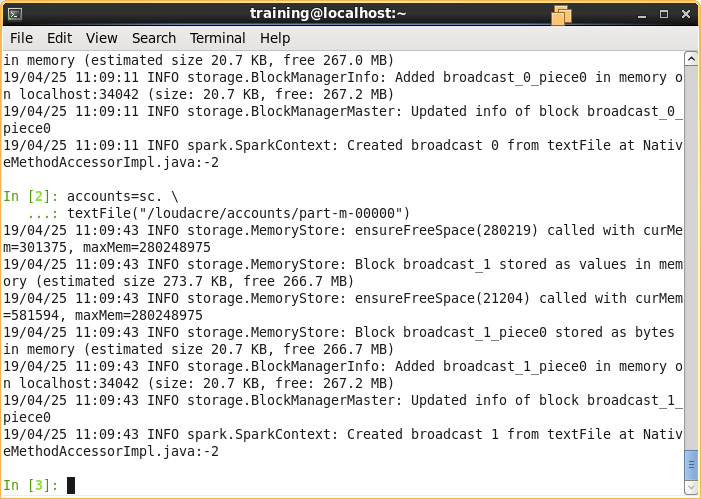 training@localhost:~
File Edit View Search Terminal Help
in memory (estimated size 20.7 KB, free 267.0 MB)
19/04/25 11:09:11 INFO storage.BlockManagerInfo: Added broadcast_0_piece0 in memory o
n localhost:34042 (size: 20.7 KB, free: 267.2 MB)
19/04/25 11:09:11 INFO storage.BlockManagerMaster: Updated info of block broadcast_0_
piece0
19/04/25 11:09:11 INFO spark.SparkContext: Created broadcast 0 from textFile at Nativ
eMethodAccessorImpl.java:-2
In [2]: accounts=sc. \
...: textFile("/loudacre/accounts/part-m-00000")
19/04/25 11:09:43 INFO storage.MemoryStore: ensureFreeSpace(280219) called with curMe
m=301375, maxMem=280248975
19/04/25 11:09:43 INFO storage.MemoryStore: Block broadcast_1 stored as values in mem
ory (estimated size 273.7 KB, free 266.7 MB)
19/04/25 11:09:43 INFO storage.MemoryStore: ensureFreeSpace(21204) called with curMem
=581594, maxMem=280248975
19/04/25 11:09:43 INFO storage.MemoryStore: Block broadcast_1_piece0 stored as bytes
in memory (estimated size 20.7 KB, free 266.7 MB)
19/04/25 11:09:43 INFO storage.BlockManagerInfo: Added broadcast_1_piece0 in memory o
n localhost:34042 (size: 20.7 KB, free: 267.2 MB)
19/04/25 11:09:43 INFO storage.BlockManagerMaster: Updated info of block broadcast_1_
piece0
19/04/25 11:09:43 INFO spark.SparkContext: Created broadcast 1 from textFile at Nativ
eMethodAccessorImpl.java:-2
In [3]: